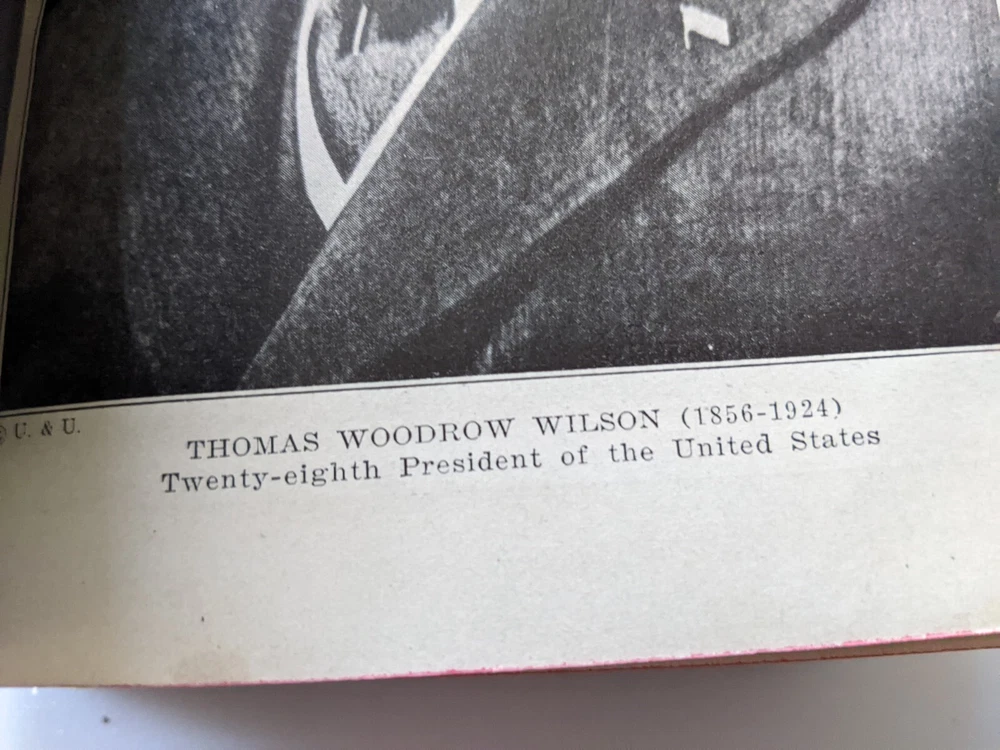 © U. & U.
THOMAS WOODROW WILSON (1856-1924)
Twenty-eighth President of the United States